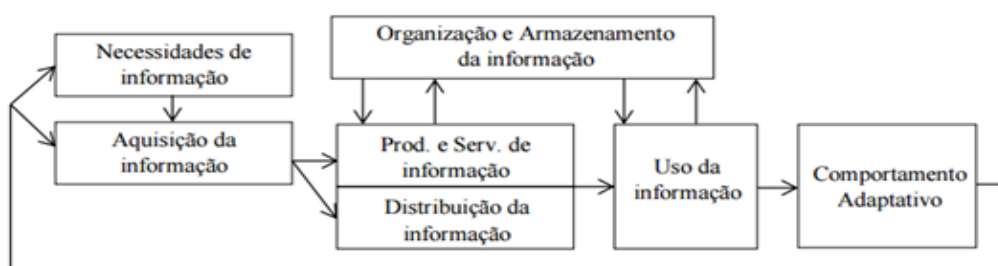 Necessidades de
informação
Organização e Armazenamento
da informação
Aquisição da
informação
Prod. e Serv. de
informação
Distribuição da
informação
Uso da
informação
Comportamento
Adaptativo